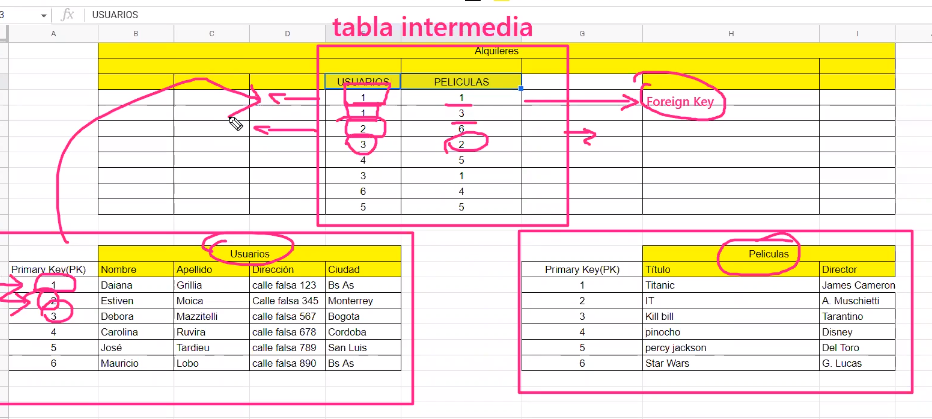 3 fx USUARIOS
tabla intermedia
A B C D G H I
Alquileres
USUARIOS PELICULAS
1 1 Foreign Key
1 3
2 6
3 2
4 5
3 1
6 4
5 5
Usuarios
Primary Key(PK) Nombre Apellido Dirección Ciudad
1 Daiana Grillia calle falsa 123 Bs As
2 Estiven Moica Calle falsa 345 Monterrey
3 Debora Mazzitelli calle falsa 567 Bogota
4 Carolina Ruvira calle falsa 678 Cordoba
5 José Tardieu calle falsa 789 San Luis
6 Mauricio Lobo calle falsa 890 Bs As
Peliculas
Primary Key(PK) Título Director
1 Titanic James Cameron
2 IT A. Muschietti
3 Kill bill Tarantino
4 pinocho Disney
5 percy jackson Del Toro
6 Star Wars G. Lucas